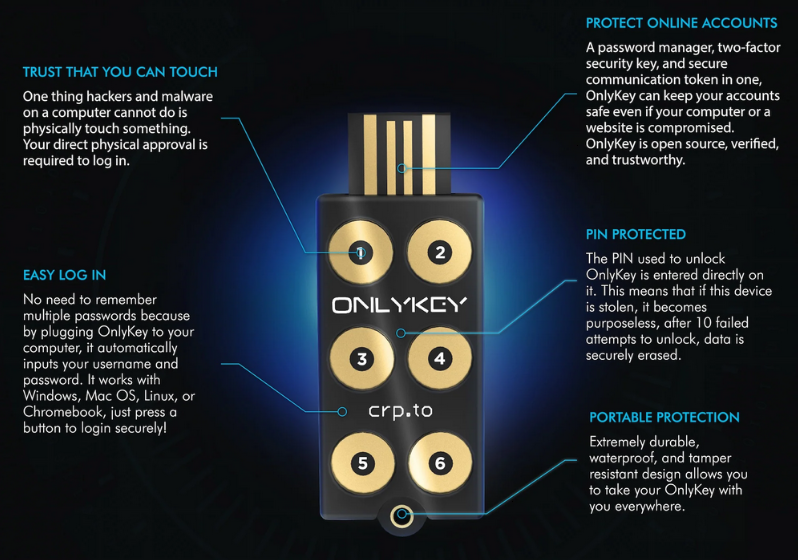 TRUST THAT YOU CAN TOUCH
One thing hackers and malware
on a computer cannot do is
physically touch something.
Your direct physical approval is
required to log in.
EASY LOG IN
No need to remember
multiple passwords because
by plugging OnlyKey to your
computer, it automatically
inputs your username and
password. It works with
Windows, Mac OS, Linux, or
Chromebook, just press a
button to login securely!
1
2
ONLYKEY
3
4
crp.to
5
6
PROTECT ONLINE ACCOUNTS
A password manager, two-factor
security key, and secure
communication token in one,
OnlyKey can keep your accounts
safe even if your computer or a
website is compromised.
OnlyKey is open source, verified,
and trustworthy.
PIN PROTECTED
The PIN used to unlock
OnlyKey is entered directly on
it. This means that if this device
is stolen, it becomes
purposeless, after 10 failed
attempts to unlock, data is
securely erased.
PORTABLE PROTECTION
Extremely durable,
waterproof, and tamper
resistant design allows you
to take your OnlyKey with
you everywhere.